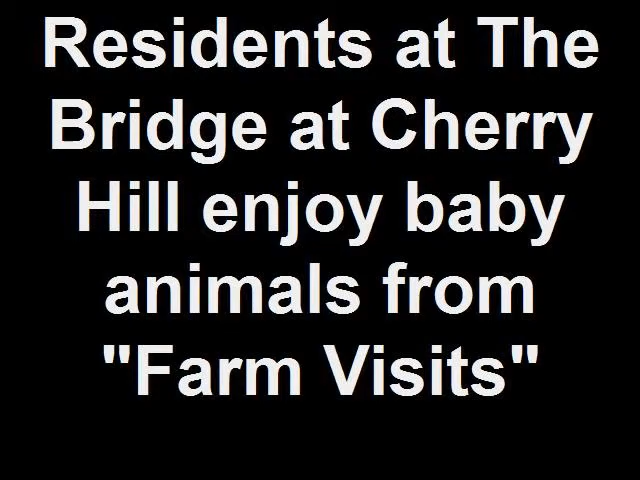 Residents at The
Bridge at Cherry
Hill enjoy baby
animals from
"Farm Visits"